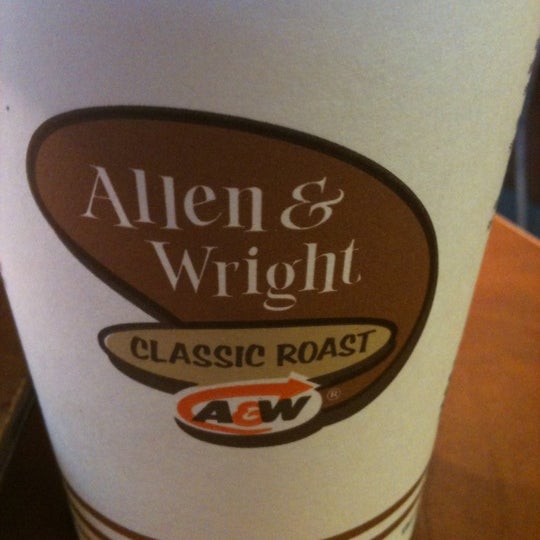 Allen &
Wright
CLASSIC ROAST
A&W ®